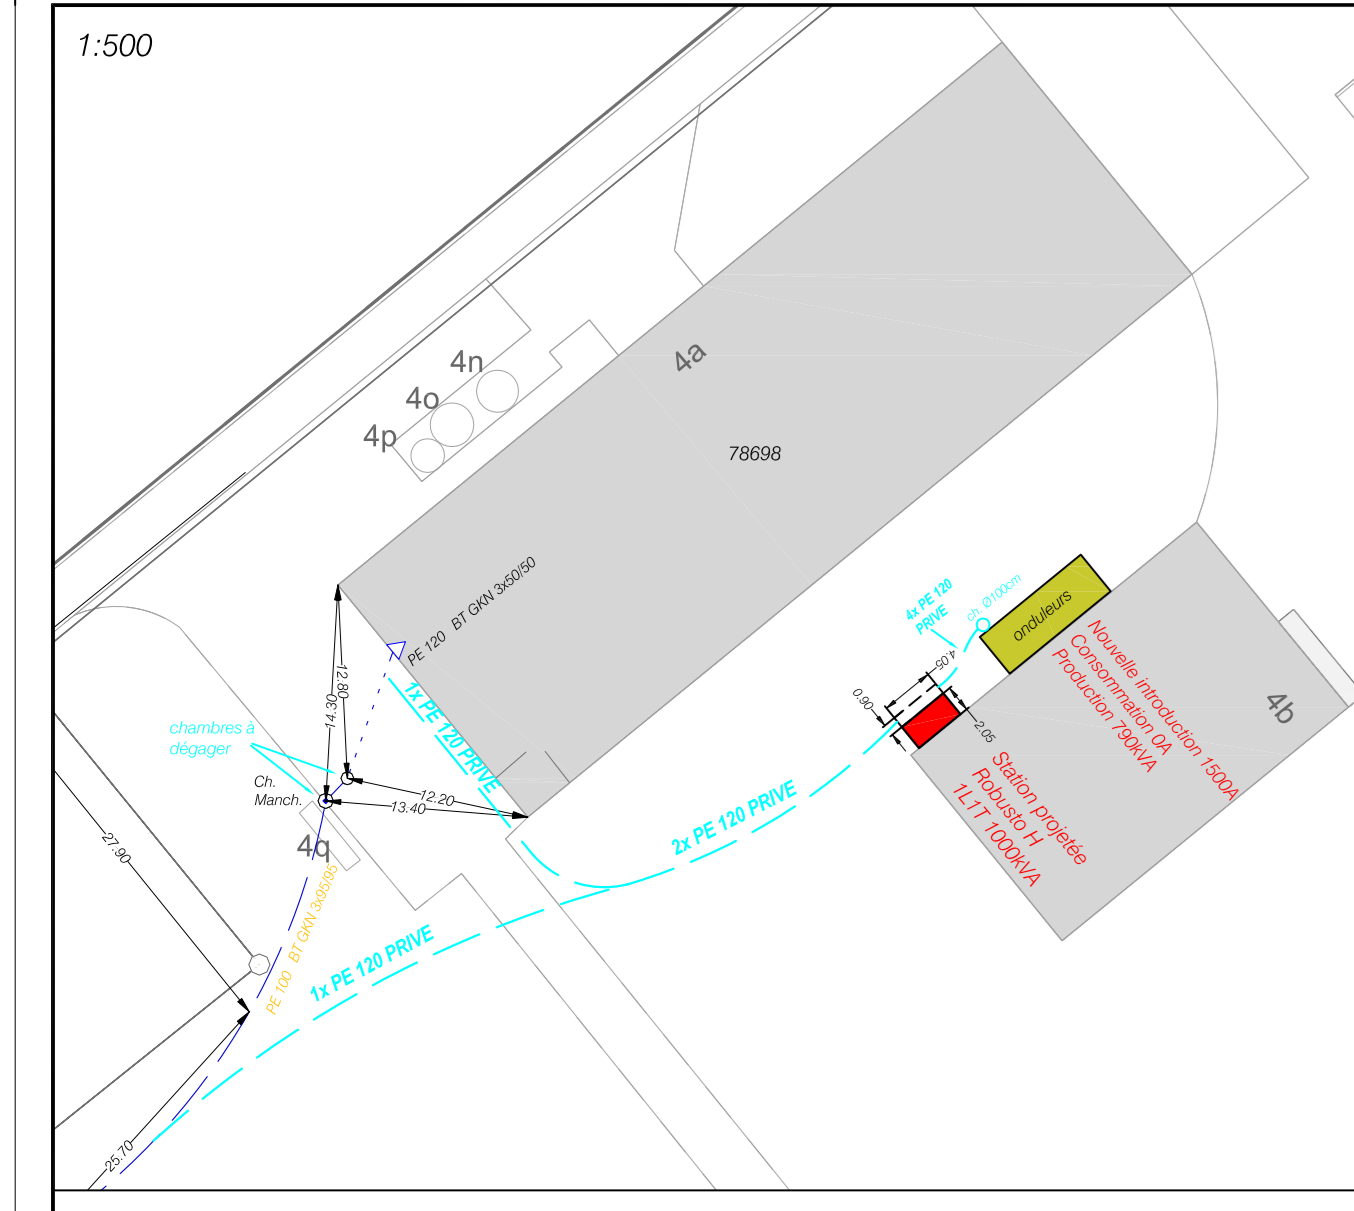 1:500
4n
4o
4p
4a
78698
PE 120   BT GKN 3x50/50
4x PE 120
PRIVE
ch. Ø100cm
onduleurs
4.05
0.90
2.05
Nouvelle introduction 1500A
Consommation 0A
Production 790kVA
4b
Station projetée
Robusto H
1L1T 1000kVA
12.80
14.30
1x PE 120 PRIVE
chambres à
dégager
Ch.
Manch.
12.20
13.40
2x PE 120 PRIVE
4q
27.90
PE 100   BT GKN 3x95/95
1x PE 120 PRIVE
25.70